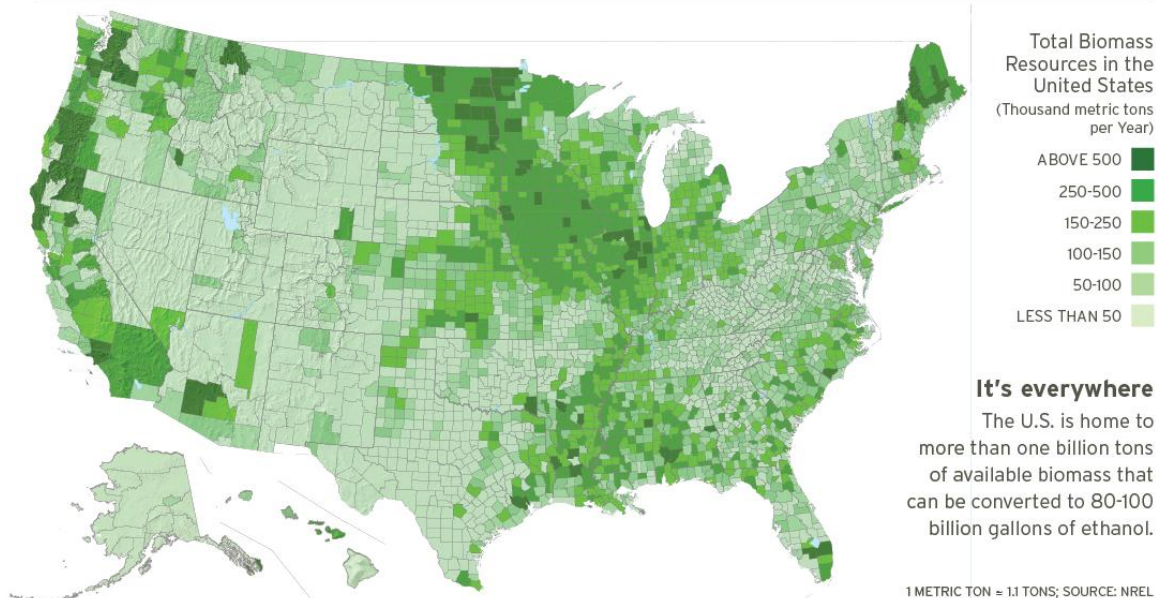 Total Biomass
Resources in the
United States
(Thousand metric tons
per Year)
ABOVE 500
250-500
150-250
100-150
50-100
LESS THAN 50
It's everywhere
The U.S. is home to
more than one billion tons
of available biomass that
can be converted to 80-100
billion gallons of ethanol.
1 METRIC TON = 1.1 TONS; SOURCE: NREL